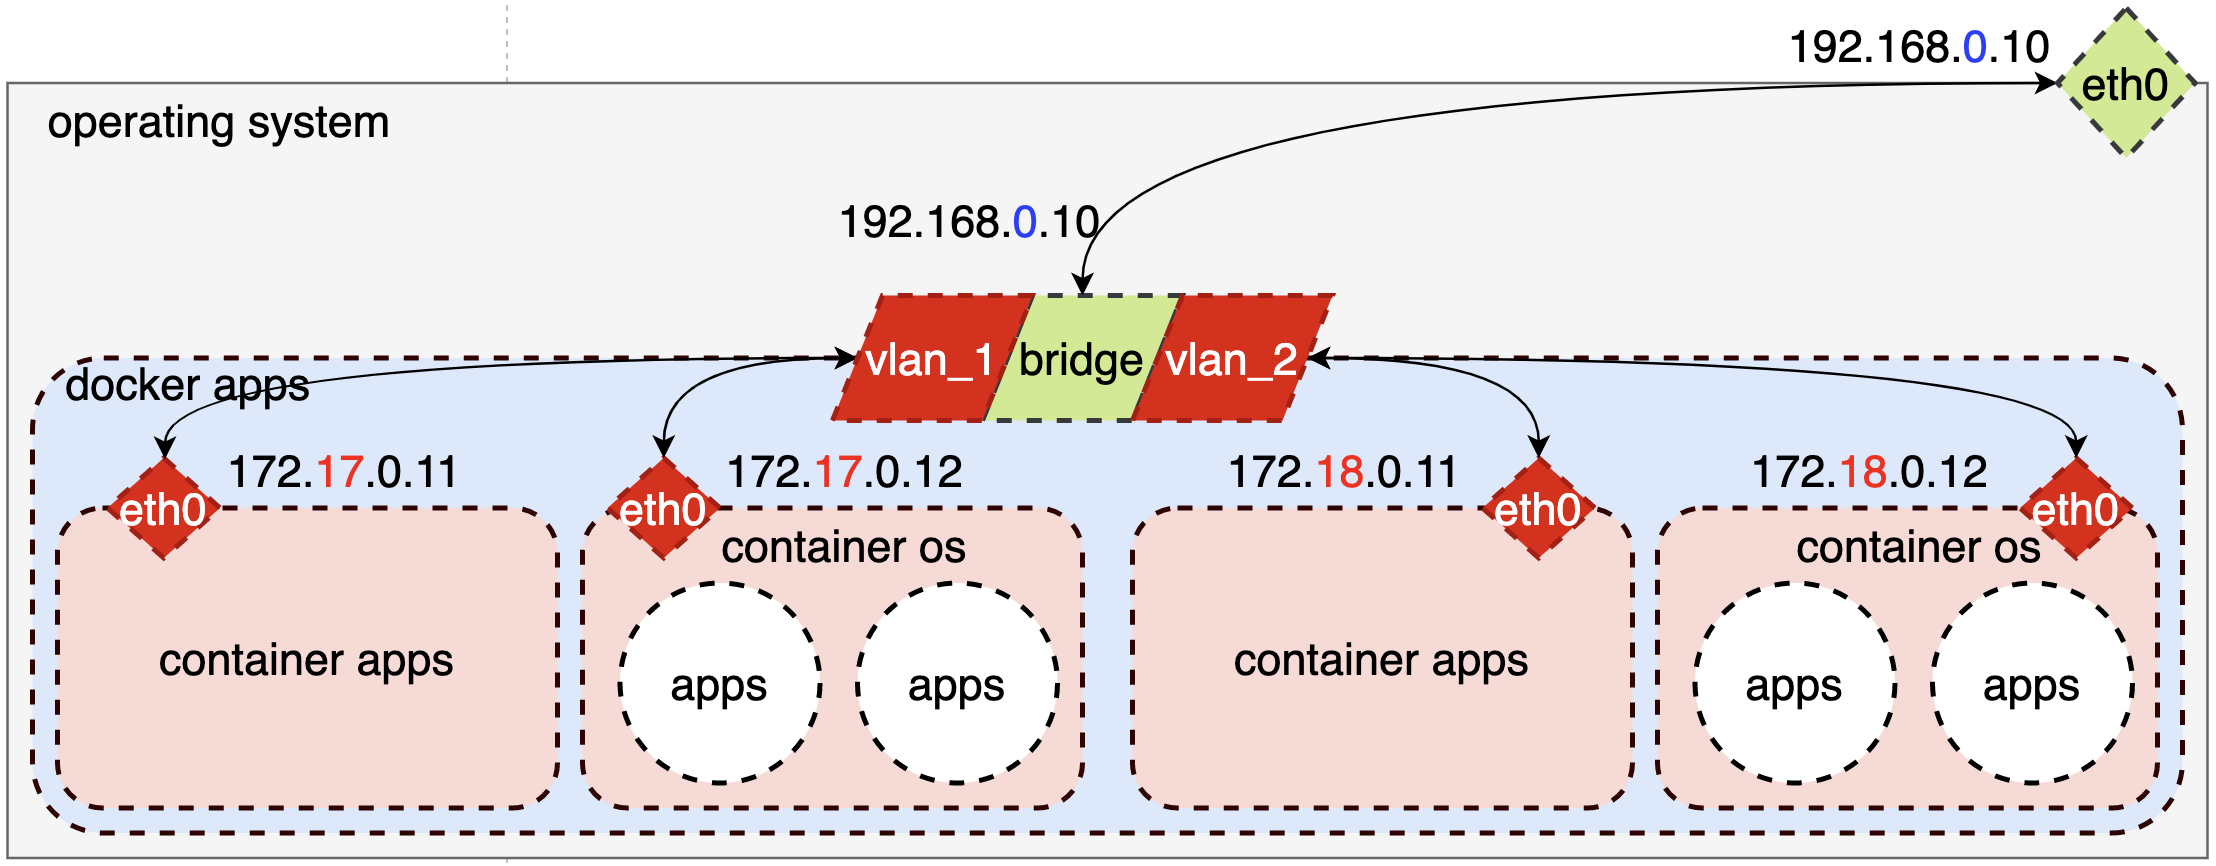 192.168.0.10
eth0
operating system
192.168.0.10
vlan_1
bridge
vlan_2
docker apps
172.17.0.11
172.17.0.12
172.18.0.11
172.18.0.12
eth0
eth0
eth0
eth0
container os
container os
container apps
apps
apps
container apps
apps
apps